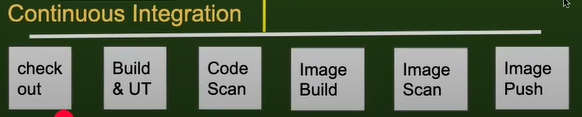 Continuous Integration
check out
Build & UT
Code Scan
Image Build
Image Scan
Image Push